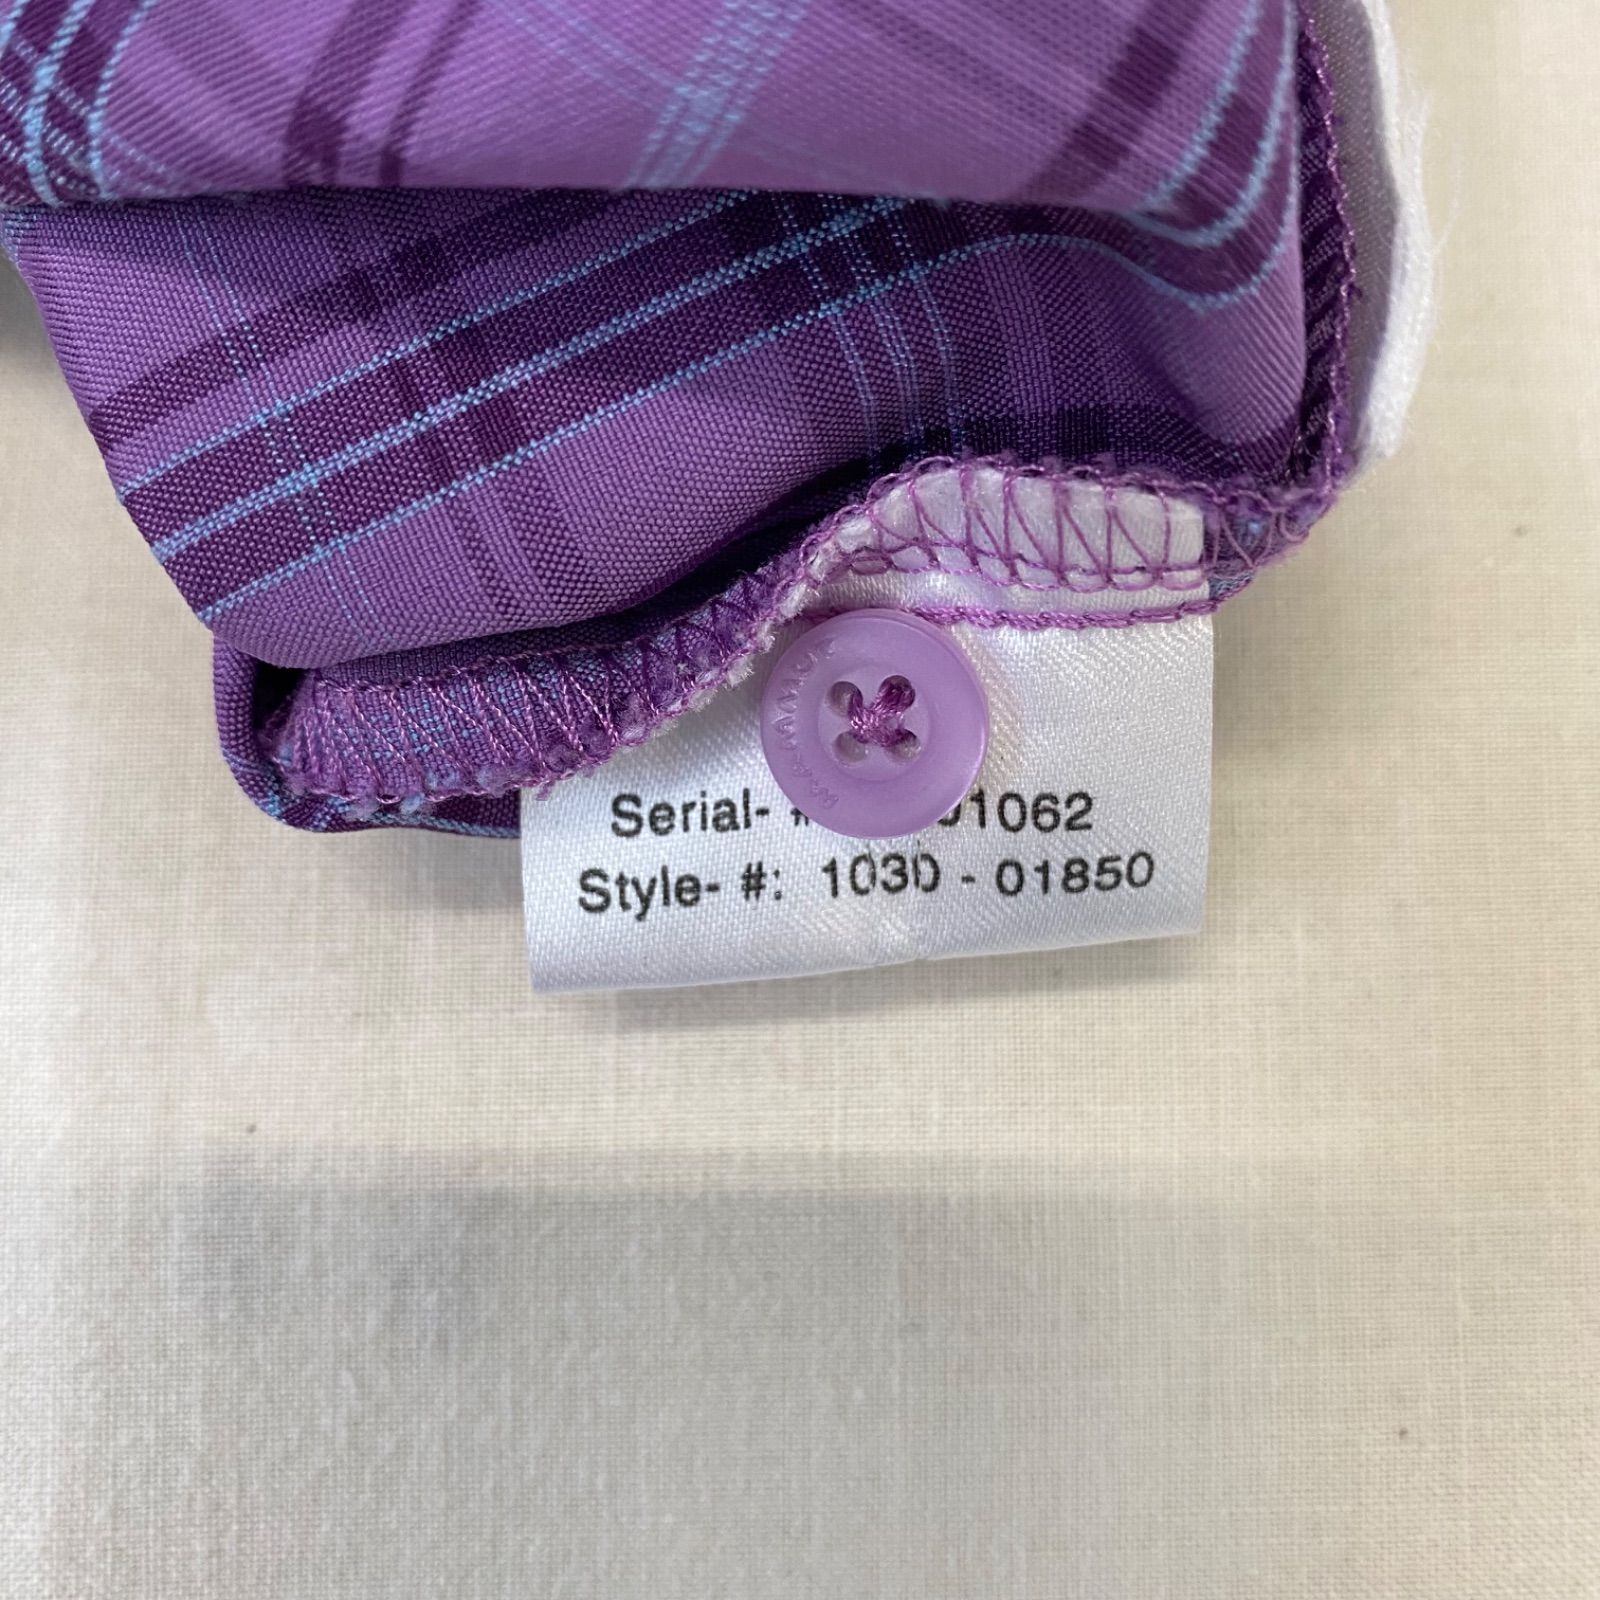 Serial- # 01062
Style- #: 1030 - 01850